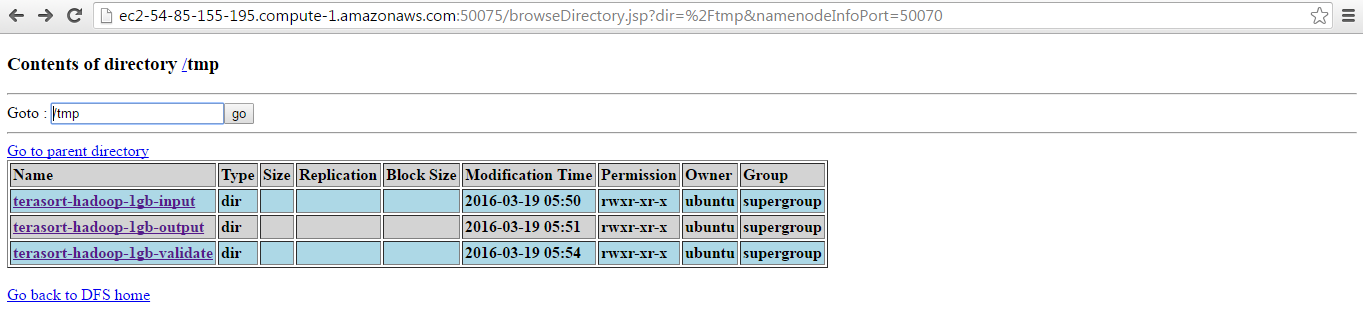 ec2-54-85-155-195.compute-1.amazonaws.com:50075/browseDirectory.jsp?dir=%2Ftmp&namenodeInfoPort=50070
Contents of directory /tmp
Goto : /tmp go
Go to parent directory
Name Type Size Replication Block Size Modification Time Permission Owner Group
terasort-hadoop-1gb-input dir 2016-03-19 05:50 rwxr-xr-x ubuntu supergroup
terasort-hadoop-1gb-output dir 2016-03-19 05:51 rwxr-xr-x ubuntu supergroup
terasort-hadoop-1gb-validate dir 2016-03-19 05:54 rwxr-xr-x ubuntu supergroup
Go back to DFS home